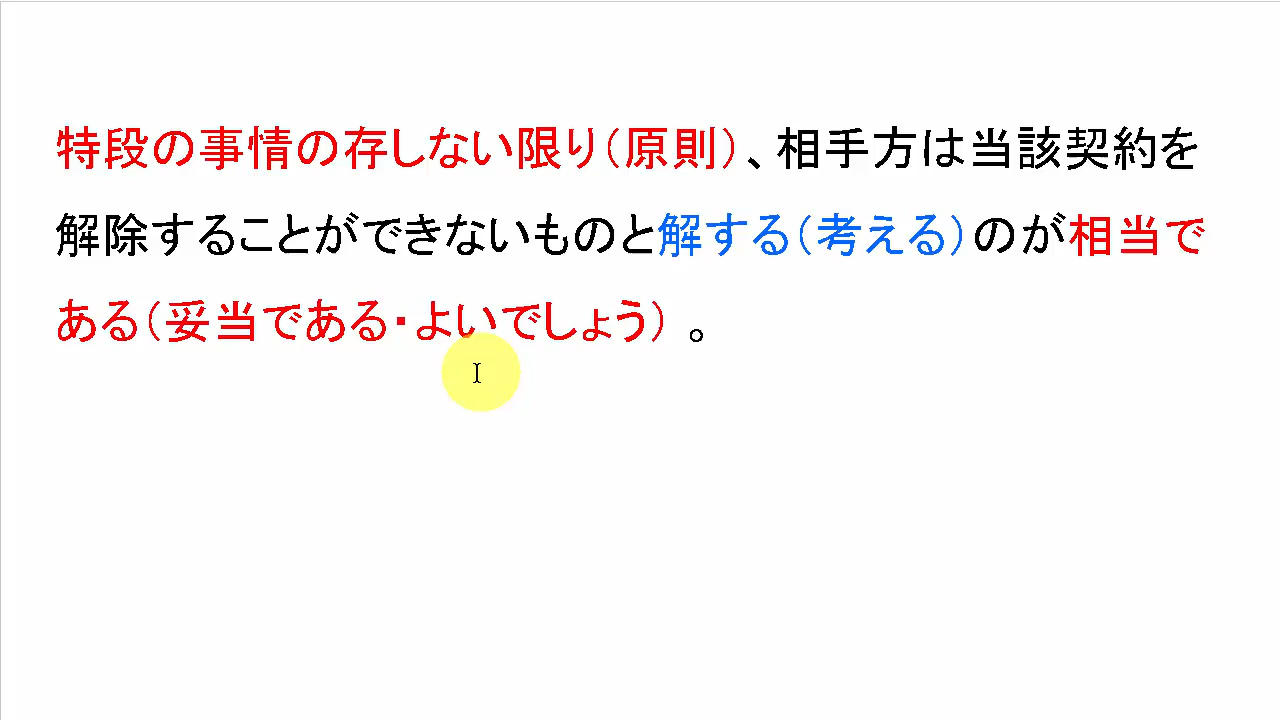 特段の事情の存しない限り（原則）、相手方は当該契約を
解除することができないものと解する（考える）のが相当で
ある（妥当である・よいでしょう）。